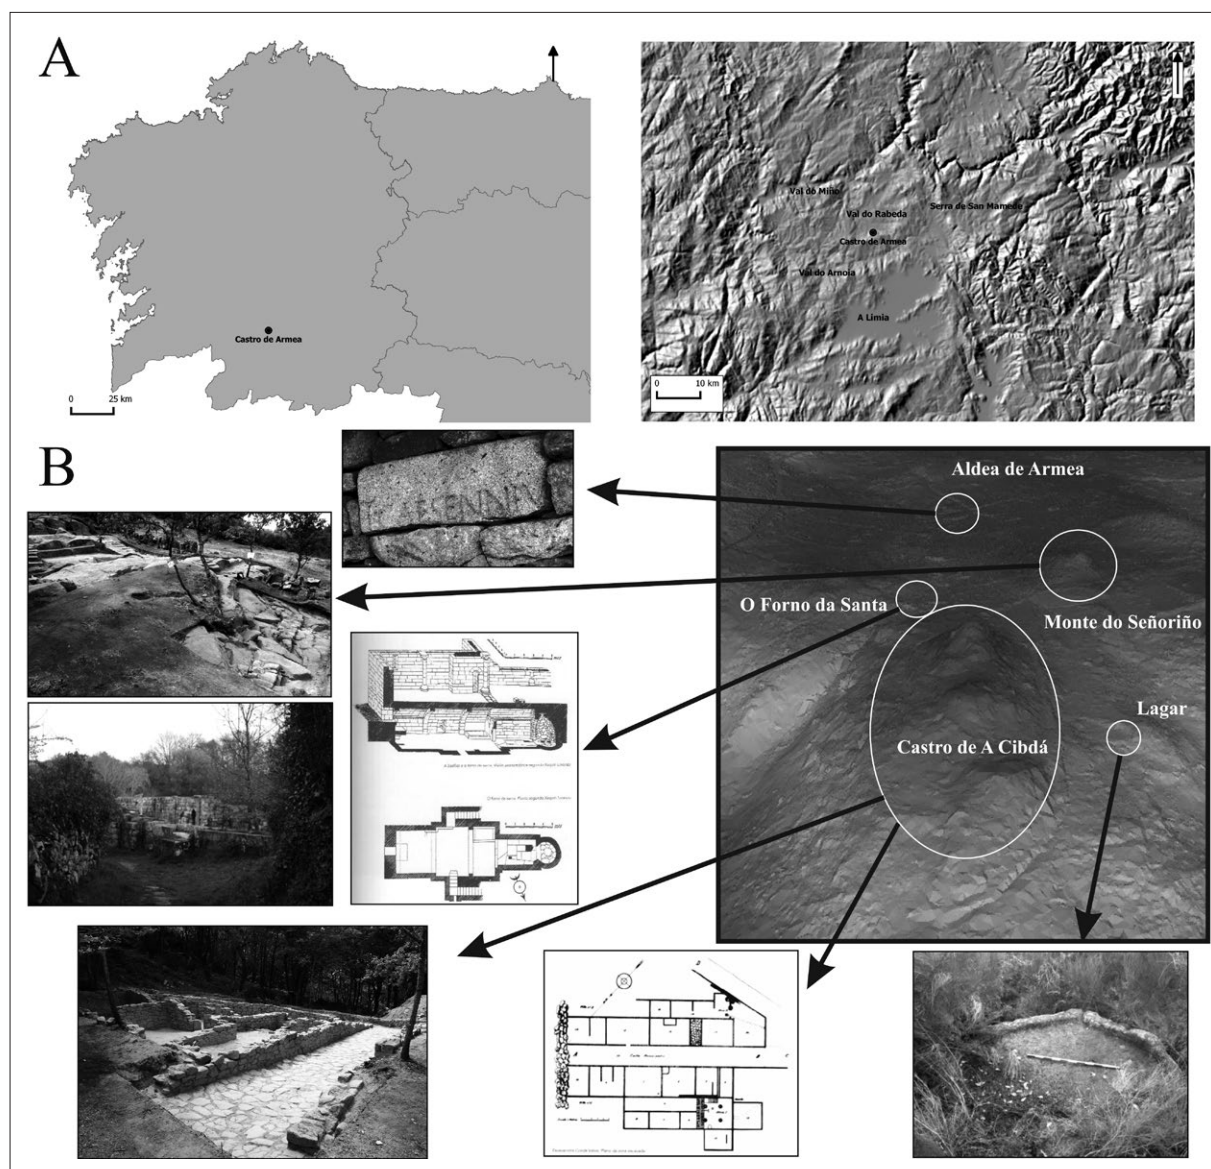 A
Castro de Armea
0 25 km
Val do Miño
Serra de San Mamede
Val do Rabeda
Castro de Armea
Val do Arnoia
A Limia
0 10 km
B
Aldea de Armea
O Forno da Santa
Monte do Señoriño
Lagar
Castro de A Cibdá